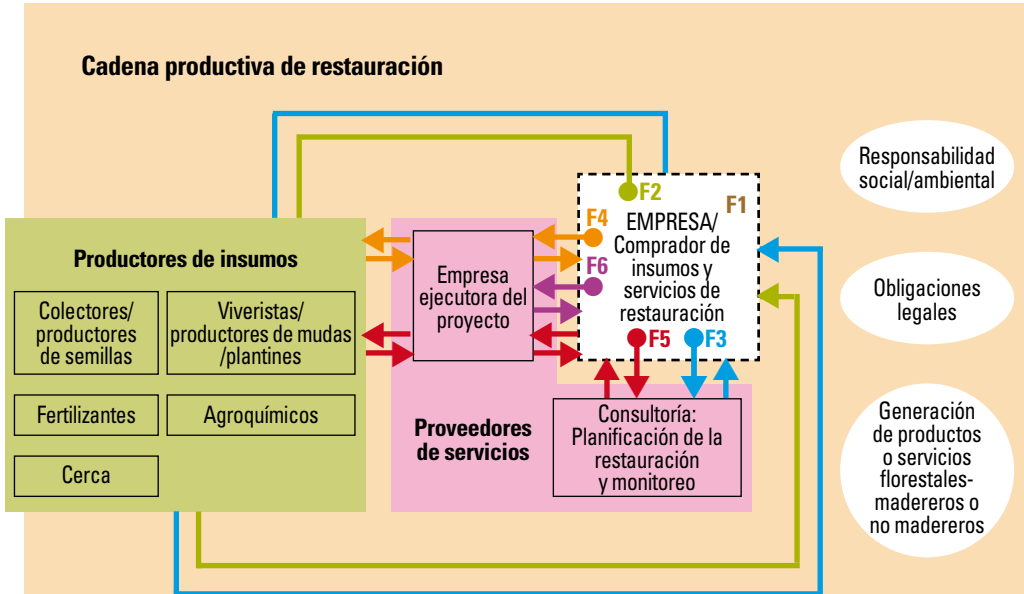 Cadena productiva de restauración
Productores de insumos
Colectores/
productores
de semillas
Viveristas/
productores de mudas
/plantines
Fertilizantes
Agroquímicos
Cerca
Empresa
ejecutora del
proyecto
Proveedores
de servicios
F2
F1
F4
F6
EMPRESA/
Comprador de
insumos y
servicios de
restauración
F5
F3
Consultoría:
Planificación de la
restauración
y monitoreo
Responsabilidad
social/ambiental
Obligaciones
legales
Generación
de productos
o servicios
florestales-
madereros o
no madereros